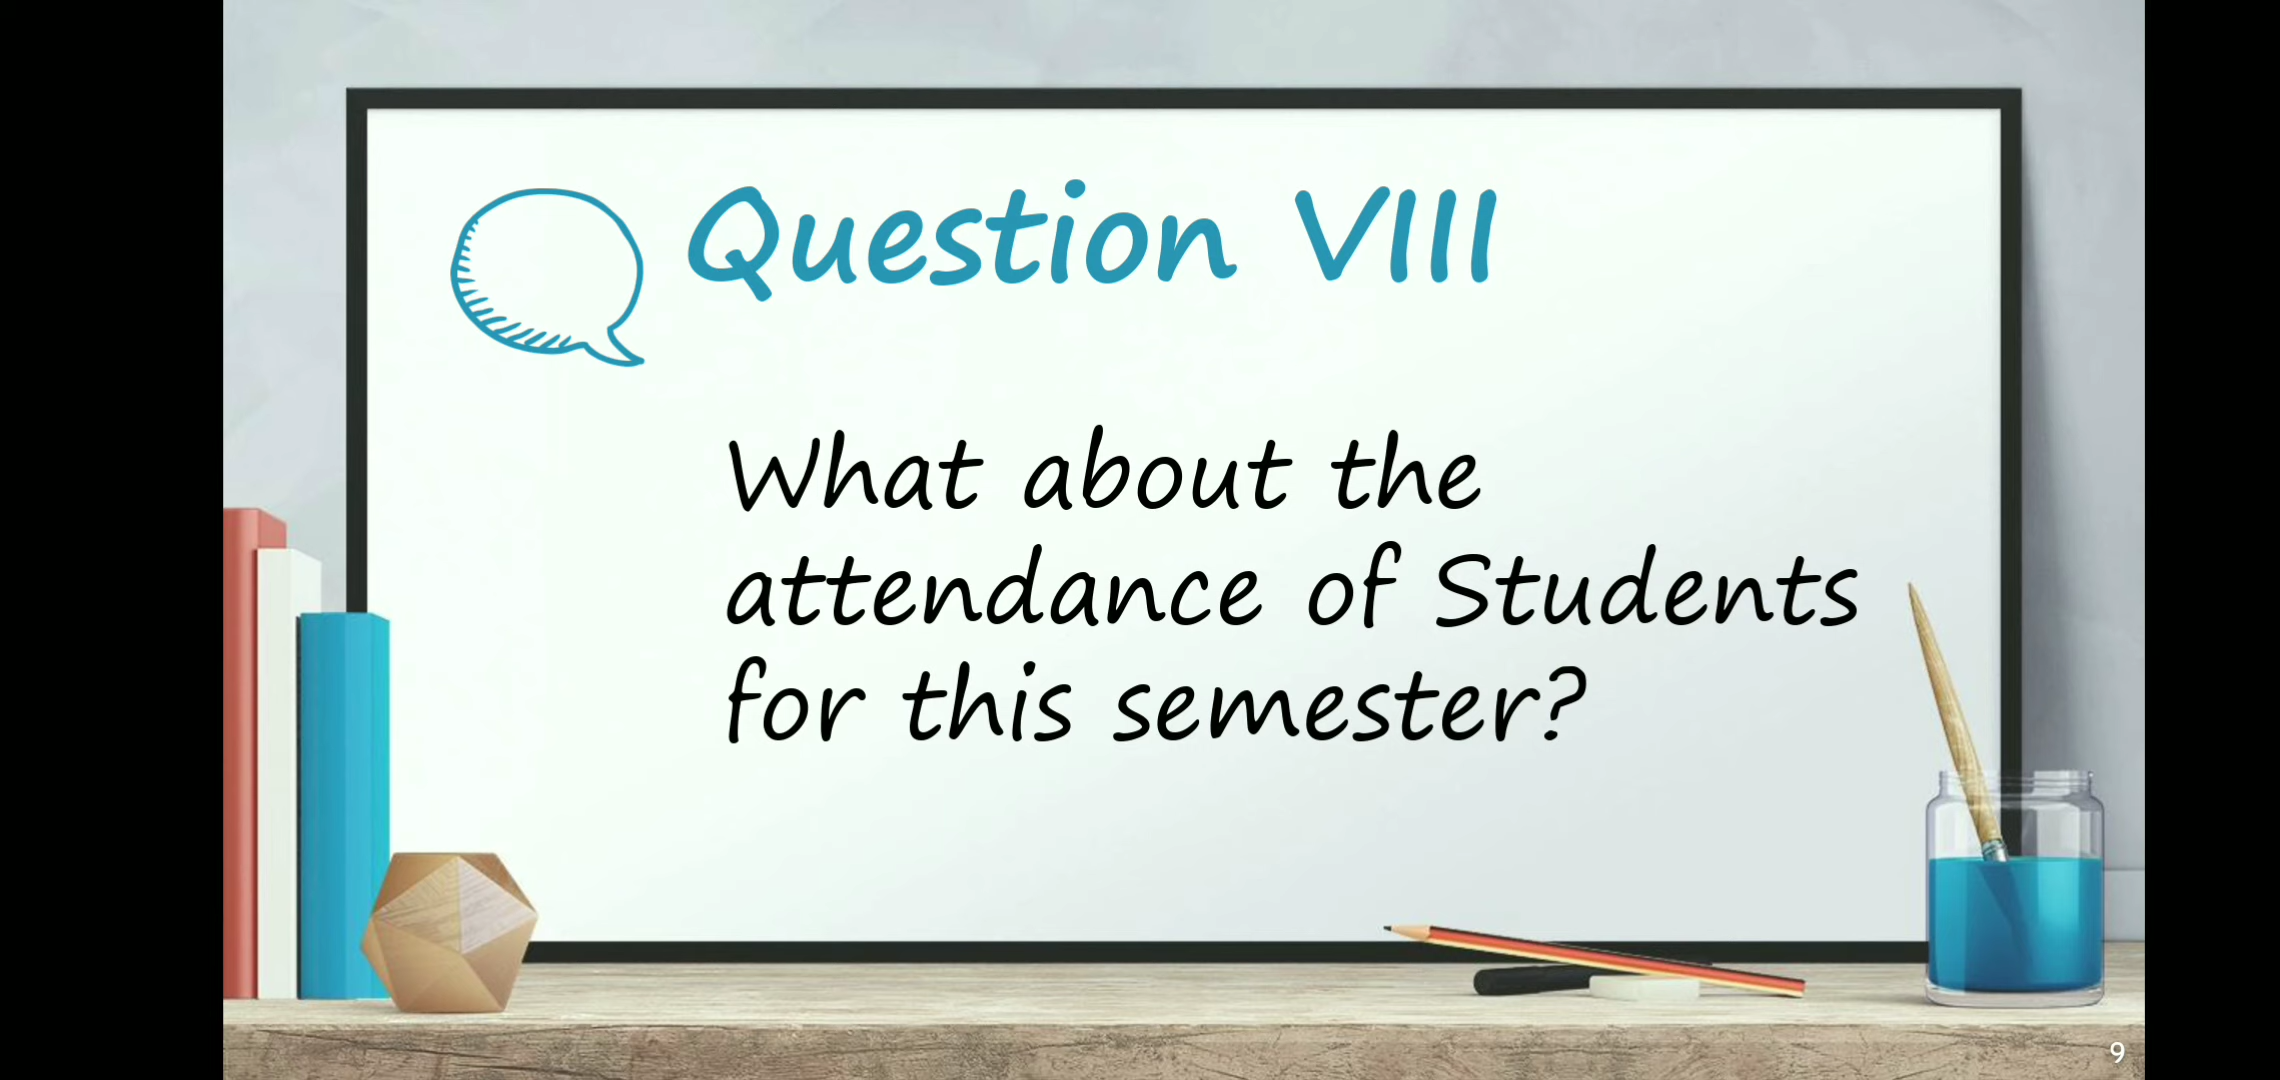 Question VIII
What about the
attendance of Students
for this semester?
9